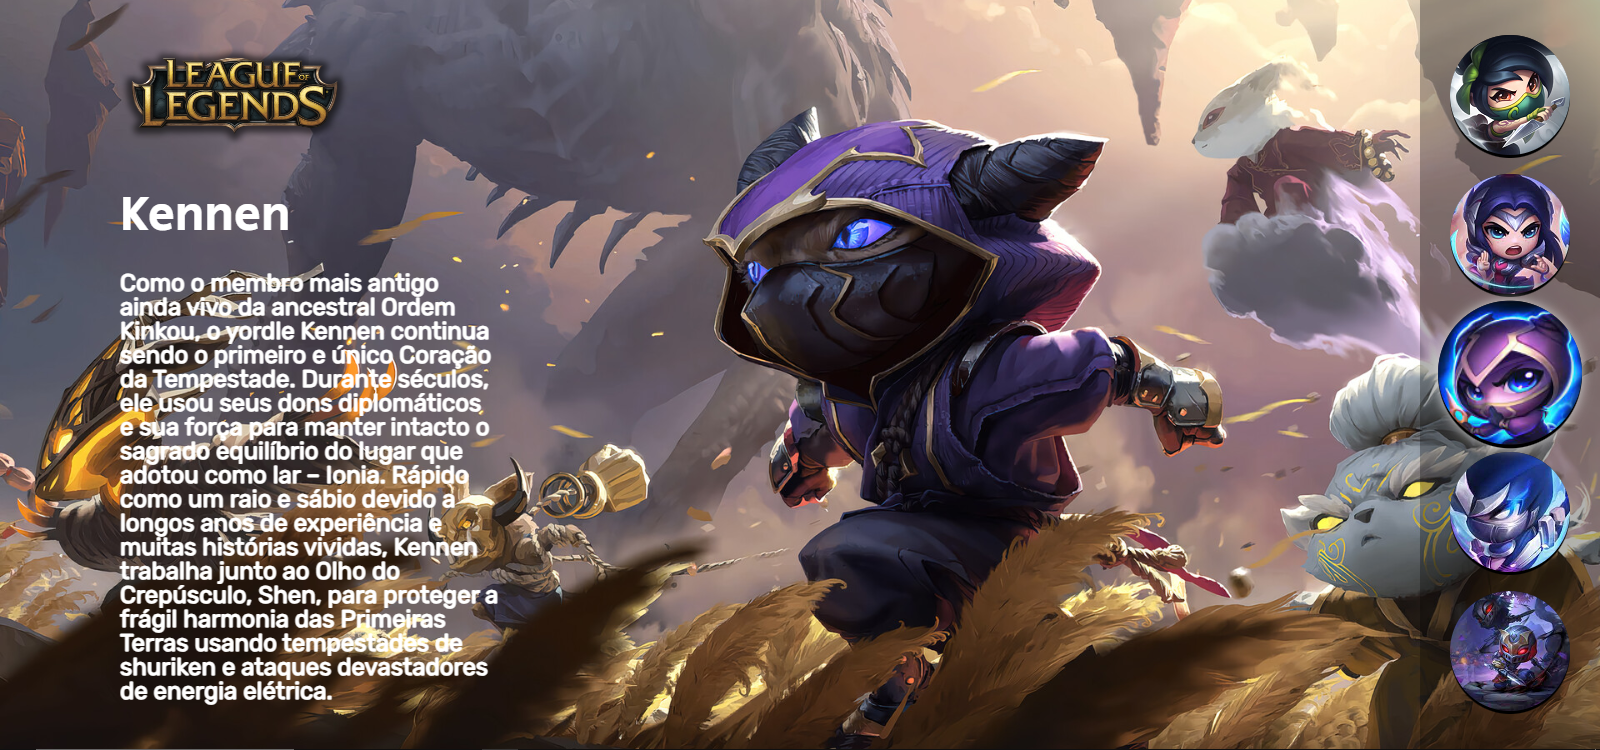 LEAGUE OF
LEGENDS
Kennen
Como o membro mais antigo
ainda vivo da ancestral Ordem
Kinkou, o yordle Kennen continua
sendo o primeiro e único Coração
da Tempestade. Durante séculos,
ele usou seus dons diplomáticos
e sua força para manter intacto o
sagrado equilíbrio do lugar que
adotou como lar – Ionia. Rápido
como um raio e sábio devido a
longos anos de experiência e
muitas histórias vividas, Kennen
trabalha junto ao Olho do
Crepúsculo, Shen, para proteger a
frágil harmonia das Primeiras
Terras usando tempestades de
shuriken e ataques devastadores
de energia elétrica.